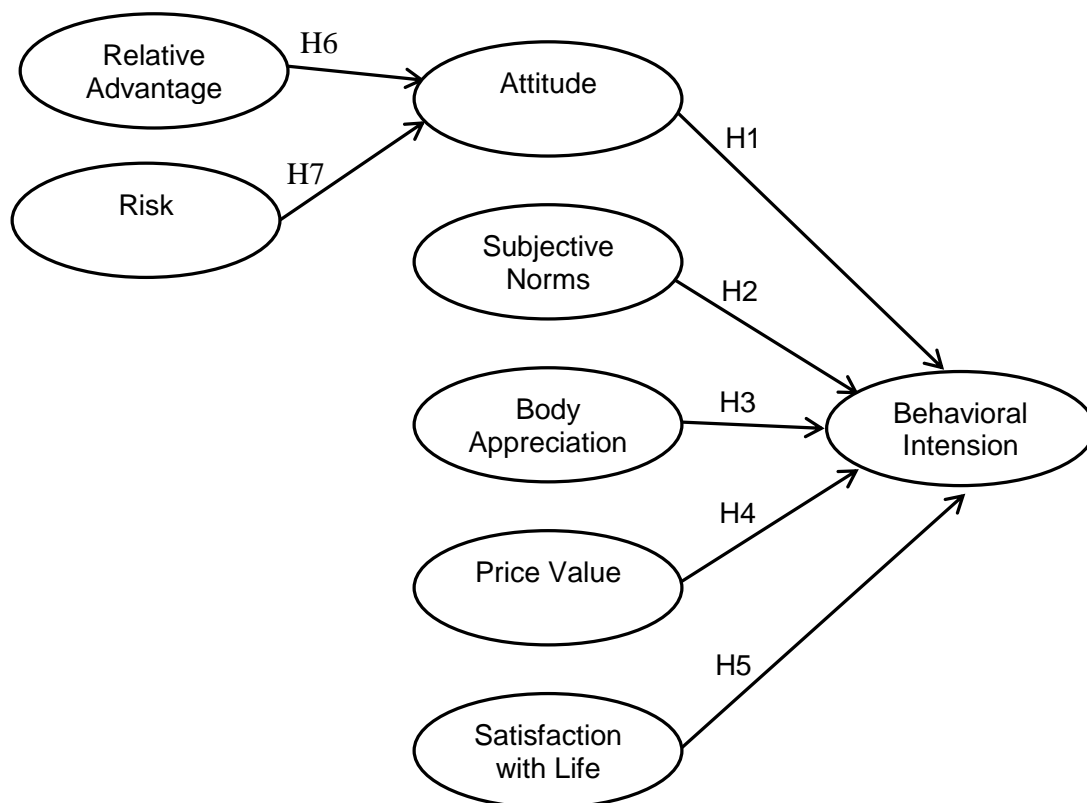 Relative
Advantage
H6
Attitude
H1
H7
Risk
Subjective
Norms
H2
Body
Appreciation
H3
Behavioral
Intension
H4
Price Value
H5
Satisfaction
with Life